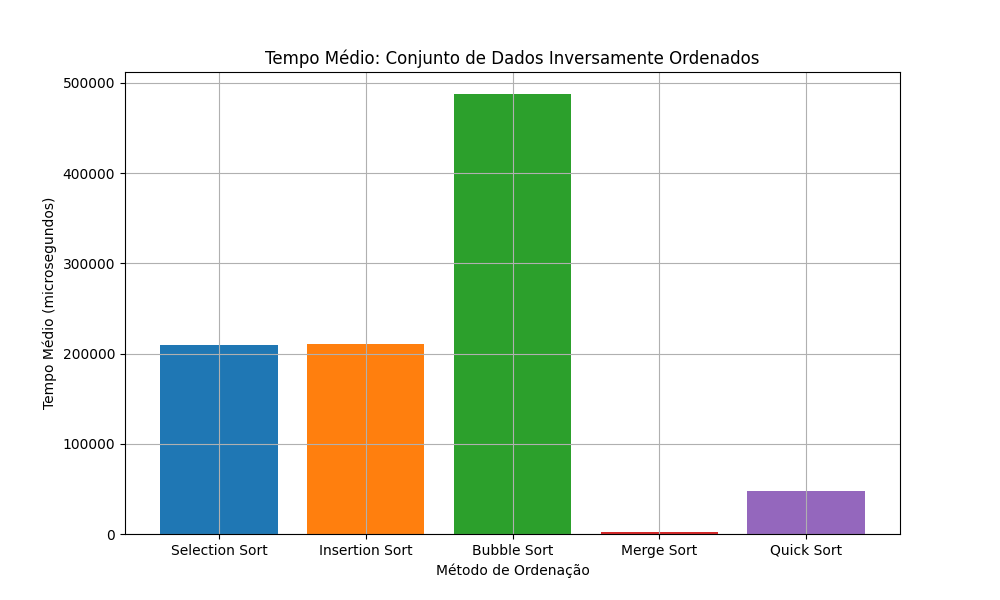 Tempo Médio: Conjunto de Dados Inversamente Ordenados
Tempo Médio (microsegundos)
500000
400000
300000
200000
100000
0
Selection Sort
Insertion Sort
Bubble Sort
Merge Sort
Quick Sort
Método de Ordenação